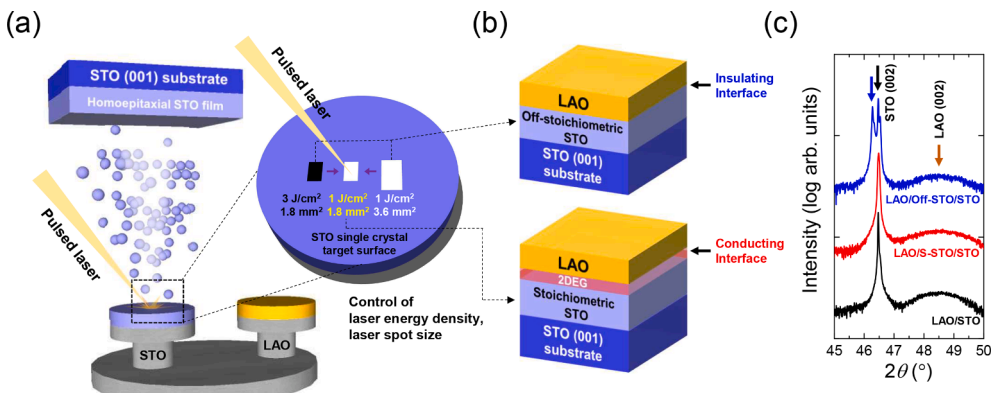 (a)
STO (001) substrate
Homoepitaxial STO film
Pulsed laser
STO
LAO
Pulsed laser
3 J/cm² 1 J/cm² 1 J/cm²
1.8 mm² 1.8 mm² 3.6 mm²
STO single crystal
target surface
Control of
laser energy density,
laser spot size
(b)
LAO
Off-stoichiometric
STO
STO (001)
substrate
Insulating
Interface
LAO
2DEG
Stoichiometric
STO
STO (001)
substrate
Conducting
Interface
(c)
Intensity (log arb. units)
STO (002)
LAO (002)
LAO/Off-STO/STO
LAO/S-STO/STO
LAO/STO
45 46 47 48 49 50
2θ (°)